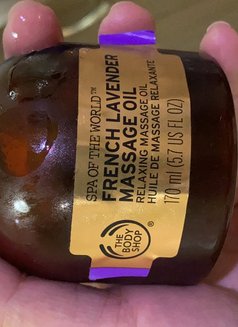 SPA OF THE WORLD™
FRENCH LAVENDER
MASSAGE OIL
RELAXING MASSAGE OIL
HUILE DE MASSAGE RELAXANTE
170 ml (5.7 US FL OZ)
THE
BODY
SHOP
®